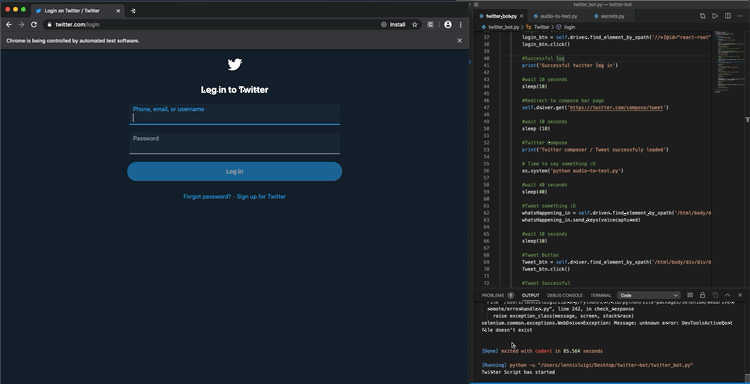 Log in on Twitter / Twitter
twitter.com/login
Install
Chrome is being controlled by automated test software.
Log in to Twitter
Phone, email, or username
Password
Log in
Forgot password? · Sign up for Twitter
twitter_bot.py — twitter-bot
twitter_bot.py
audio-to-text.py
secrets.py
twitter_bot.py > Twitter > login
37 login_btn = self.driver.find_element_by_xpath('//*[@id="react-root"
38 login_btn.click()
39
40 #Successful log
41 print('Successful twitter log in')
42
43 #wait 10 seconds
44 sleep(10)
45
46 #Redirect to compose bar page
47 self.driver.get('https://twitter.com/compose/tweet')
48
49 #wait 10 seconds
50 sleep (10)
51
52 #Twitter compose
53 print('Twitter composer / Tweet successfuly loaded')
54
55 # Time to say something :D
56 os.system('python audio-to-text.py')
57
58 #wait 40 seconds
59 sleep(40)
60
61 #Tweet something :D
62 whatsHappening_in = self.driver.find_element_by_xpath('/html/body/d
63 whatsHappening_in.send_keys(voicecaptured)
64
65 #wait 10 seconds
66 sleep(10)
67
68 #Tweet Button
69 Tweet_btn = self.driver.find_element_by_xpath('/html/body/div/div/d
70 Tweet_btn.click()
71
72 #Tweet Successful
PROBLEMS 1 OUTPUT DEBUG CONSOLE TERMINAL Code
remote/errorhandler.py", line 242, in check_response
raise exception_class(message, screen, stacktrace)
selenium.common.exceptions.WebDriverException: Message: unknown error: DevToolsActivePort
file doesn't exist
[Done] exited with code=1 in 85.564 seconds
[Running] python -u "/Users/lennisluigi/Desktop/twitter-bot/twitter_bot.py"
Twitter Script has started